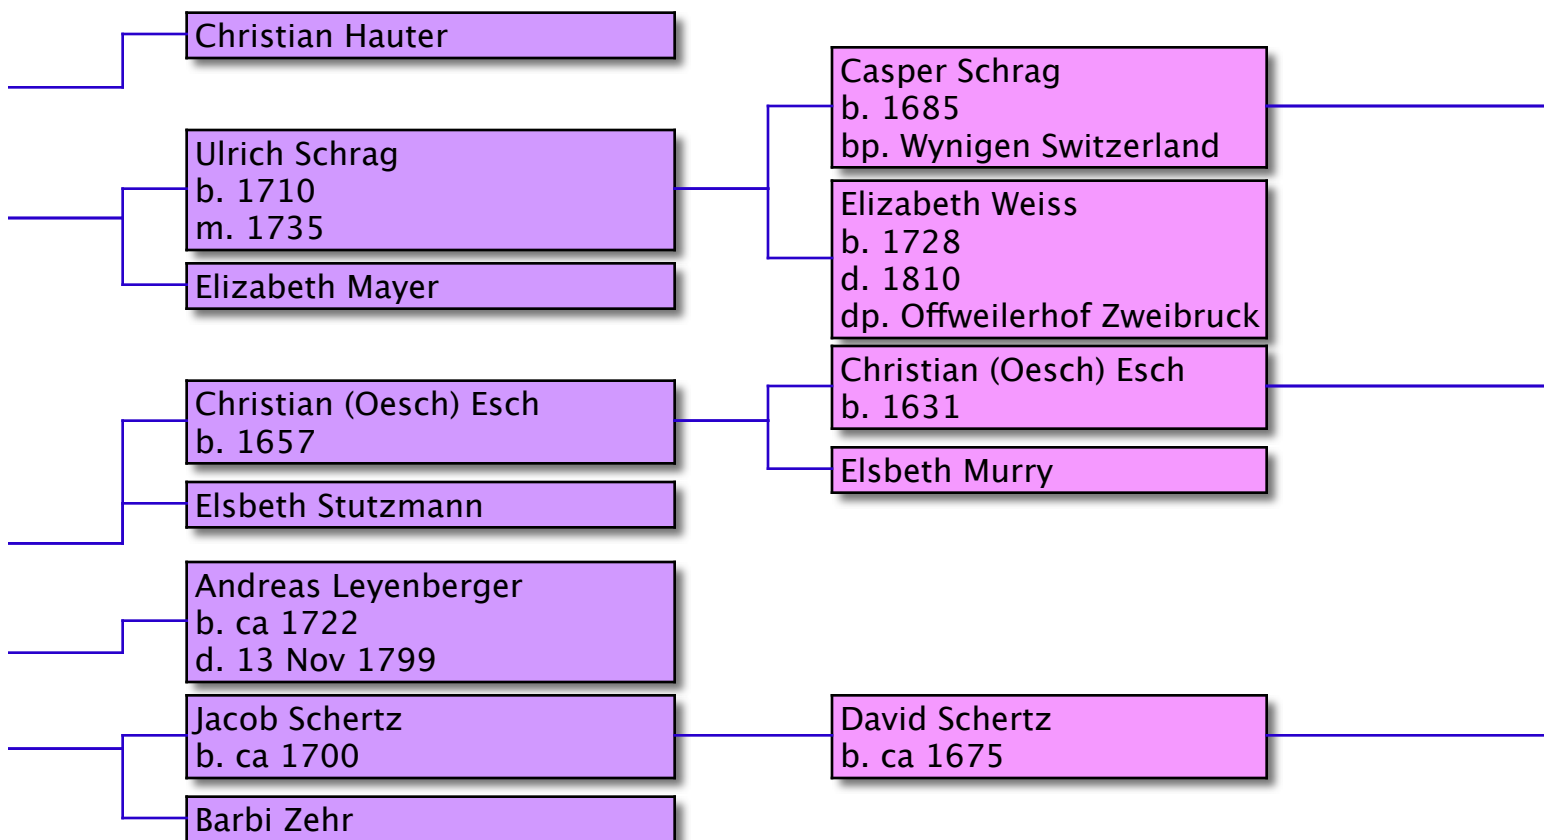 Christian Hauter
Ulrich Schrag
b. 1710
m. 1735
Elizabeth Mayer
Christian (Oesch) Esch
b. 1657
Elsbeth Stutzmann
Andreas Leyenberger
b. ca 1722
d. 13 Nov 1799
Jacob Schertz
b. ca 1700
Barbi Zehr
Casper Schrag
b. 1685
bp. Wynigen Switzerland
Elizabeth Weiss
b. 1728
d. 1810
dp. Offweilerhof Zweibruck
Christian (Oesch) Esch
b. 1631
Elsbeth Murry
David Schertz
b. ca 1675